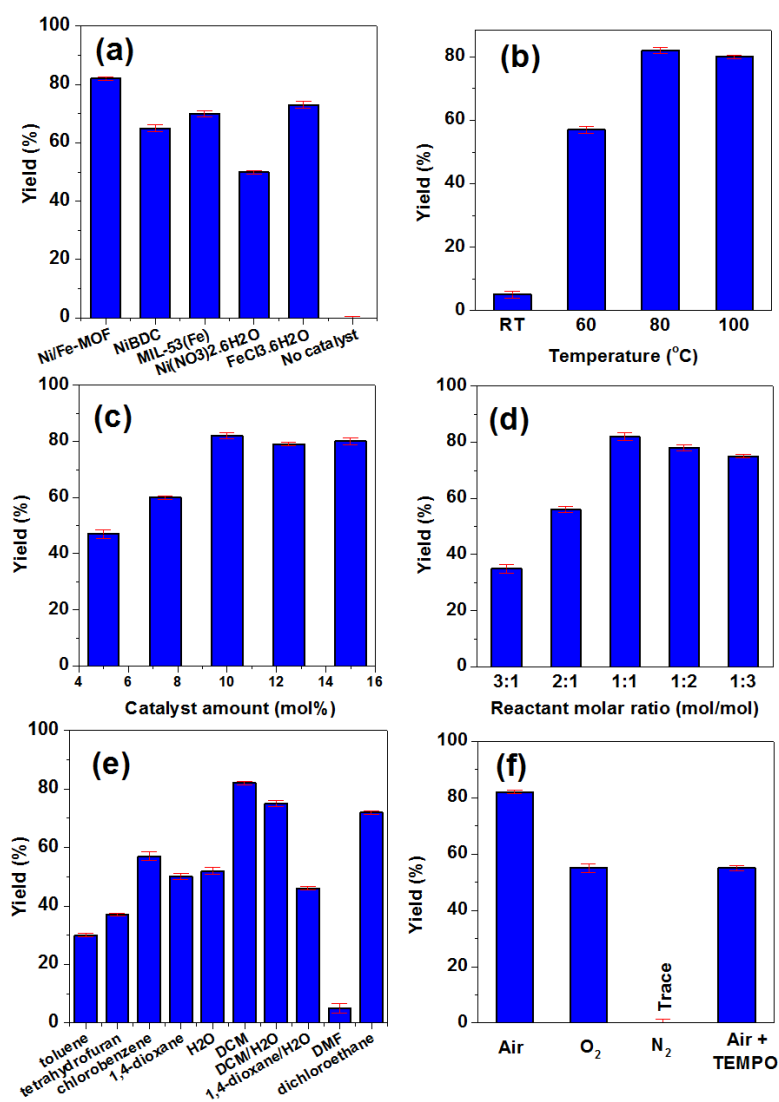 (a)
Yield (%)
100
80
60
40
20
0
Ni/Fe-MOF
NiBDC
MIL-53(Fe)
Ni(NO3)2.6H2O
FeCl3.6H2O
No catalyst
(b)
Yield (%)
80
60
40
20
0
RT
60
80
100
Temperature (°C)
(c)
Yield (%)
100
80
60
40
20
0
4
6
8
10
12
14
16
Catalyst amount (mol%)
(d)
Yield (%)
100
80
60
40
20
0
3:1
2:1
1:1
1:2
1:3
Reactant molar ratio (mol/mol)
(e)
Yield (%)
100
80
60
40
20
0
toluene
tetrahydrofuran
chlorobenzene
1,4-dioxane
H2O
DCM
DCM/H2O
1,4-dioxane/H2O
DMF
dichloroethane
(f)
Yield (%)
100
80
60
40
20
0
Trace
Air
O2
N2
Air +
TEMPO